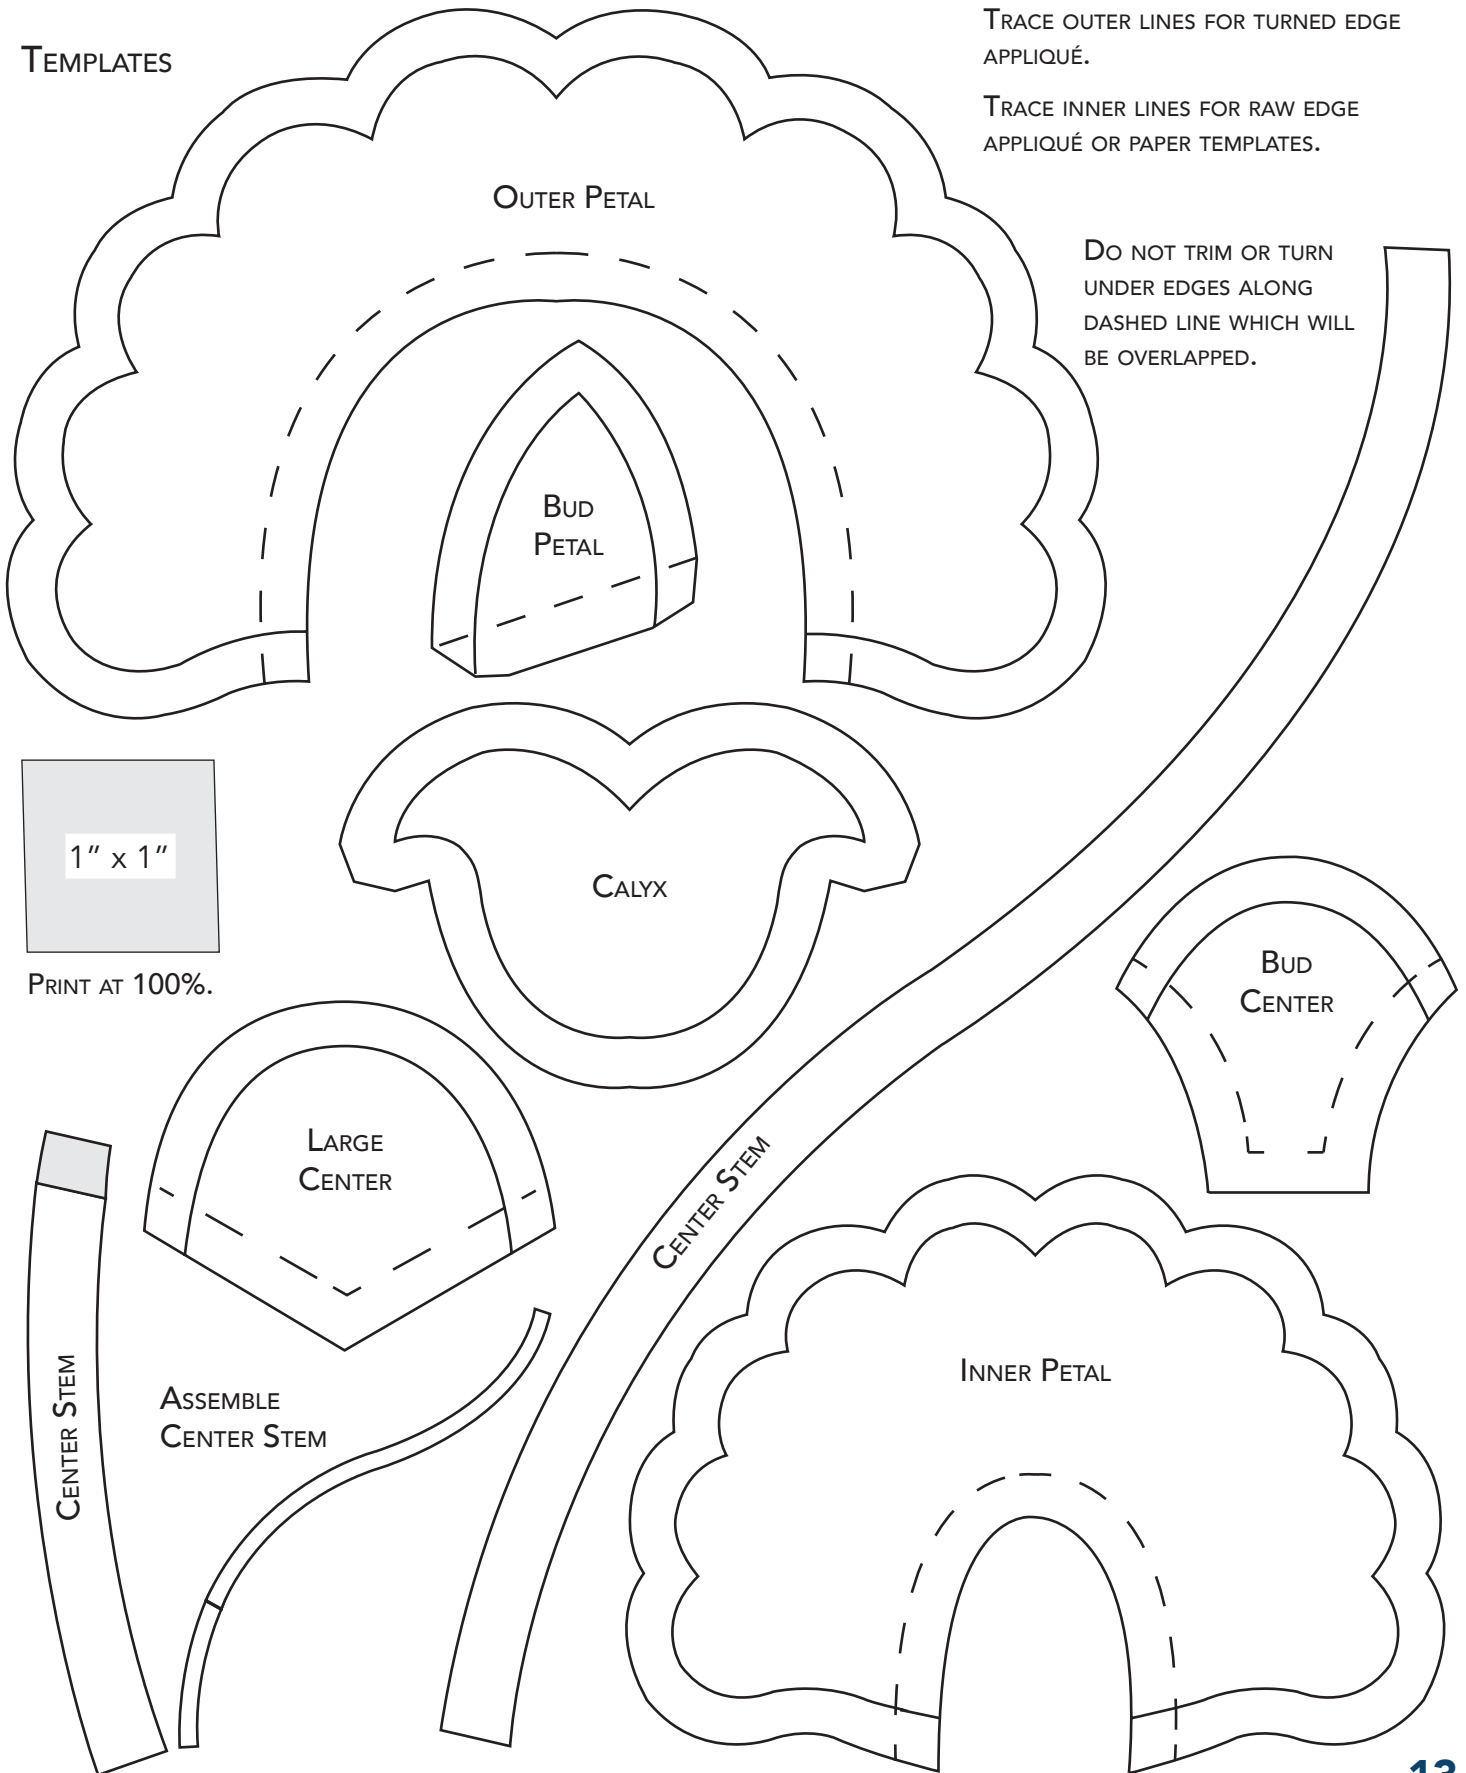 Templates
Trace outer lines for turned edge
appliqué.
Trace inner lines for raw edge
appliqué or paper templates.
Outer Petal
Do not trim or turn
under edges along
dashed line which will
be overlapped.
Bud
Petal
1" x 1"
Print at 100%.
Calyx
Bud
Center
Large
Center
Center Stem
Inner Petal
Center Stem
Assemble
Center Stem
13